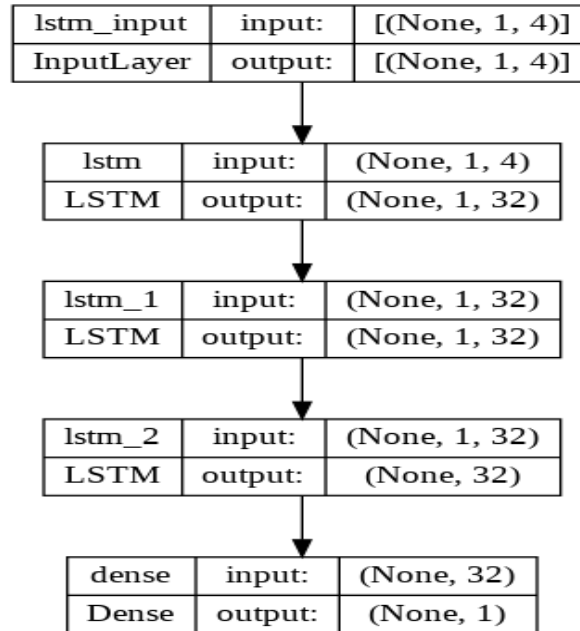 lstm_input input: [(None, 1, 4)]
InputLayer output: [(None, 1, 4)]
lstm input: (None, 1, 4)
LSTM output: (None, 1, 32)
lstm_1 input: (None, 1, 32)
LSTM output: (None, 1, 32)
lstm_2 input: (None, 1, 32)
LSTM output: (None, 32)
dense input: (None, 32)
Dense output: (None, 1)